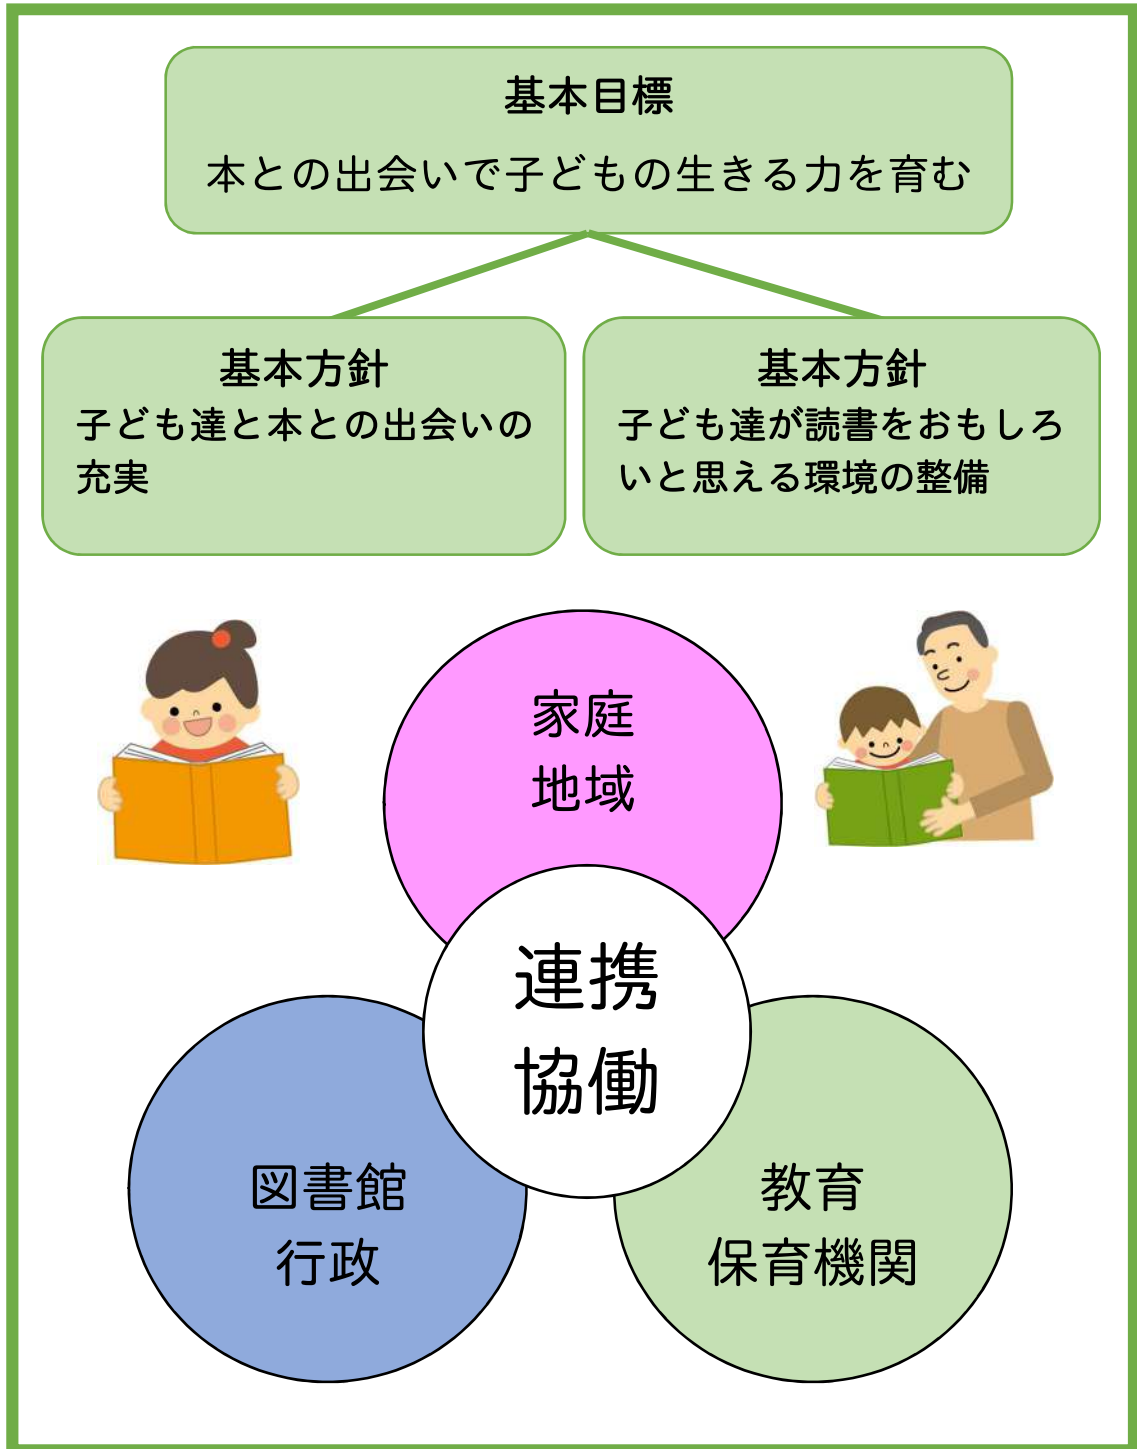 基本目標
本との出会いで子どもの生きる力を育む
基本方針
子ども達と本との出会いの
充実
基本方針
子ども達が読書をおもしろ
いと思える環境の整備
家庭
地域
連携
協働
図書館
行政
教育
保育機関